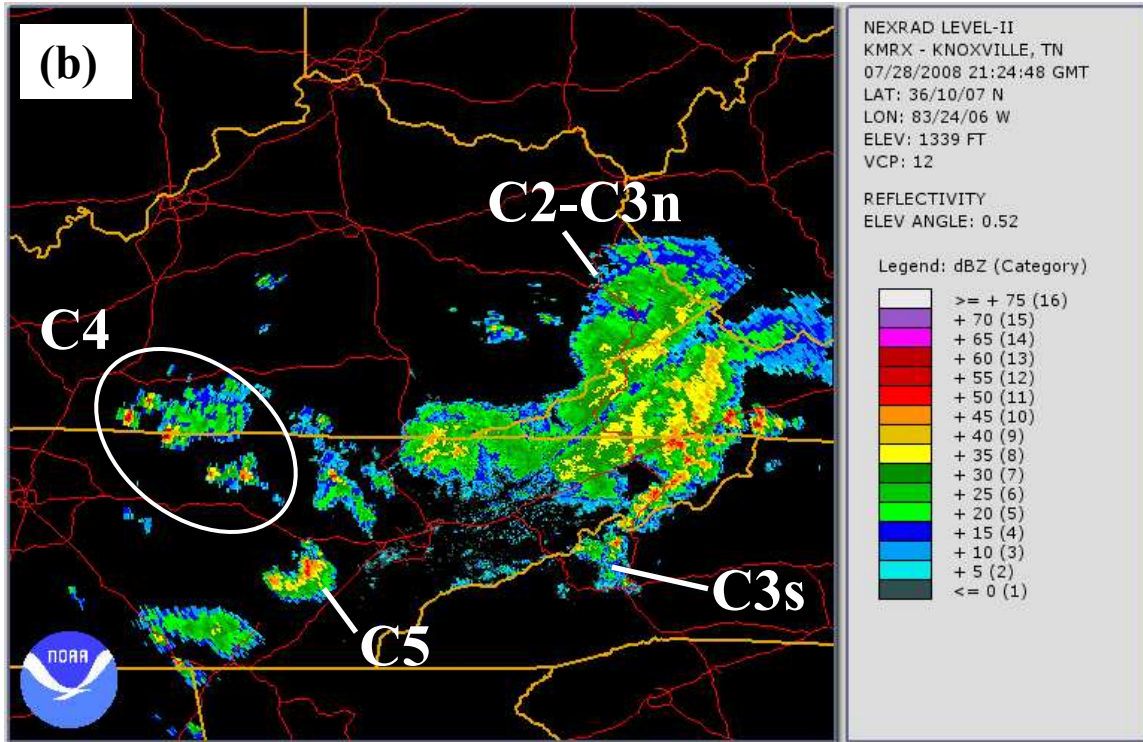 (b)
C2-C3n
C4
C3s
C5
NOAA
NEXRAD LEVEL-II
KMRX - KNOXVILLE, TN
07/28/2008 21:24:48 GMT
LAT: 36/10/07 N
LON: 83/24/06 W
ELEV: 1339 FT
VCP: 12
REFLECTIVITY
ELEV ANGLE: 0.52
Legend: dBZ (Category)
>= + 75 (16)
+ 70 (15)
+ 65 (14)
+ 60 (13)
+ 55 (12)
+ 50 (11)
+ 45 (10)
+ 40 (9)
+ 35 (8)
+ 30 (7)
+ 25 (6)
+ 20 (5)
+ 15 (4)
+ 10 (3)
+ 5 (2)
<= 0 (1)